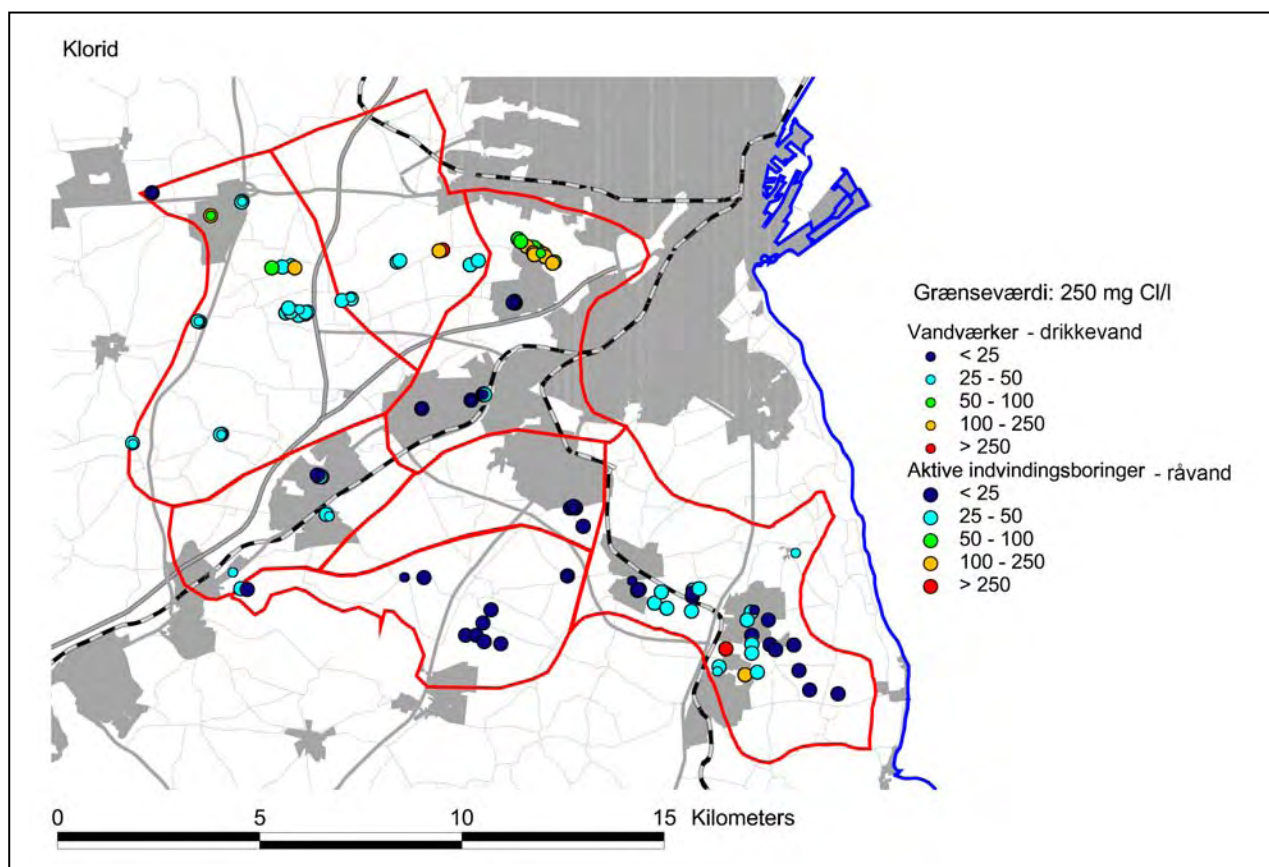 Klorid
Grænseværdi: 250 mg Cl/l
Vandværker - drikkevand
< 25
25 - 50
50 - 100
100 - 250
> 250
Aktive indvindingsboringer - råvand
< 25
25 - 50
50 - 100
100 - 250
> 250
0 5 10 15 Kilometers